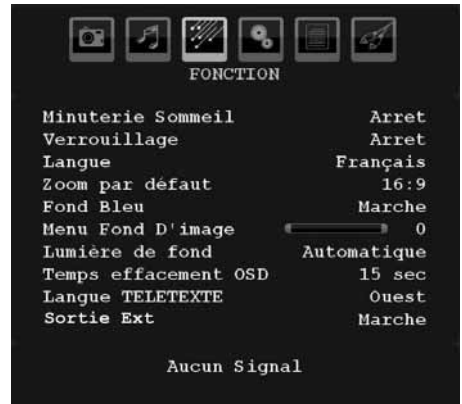 FONCTION
Minuterie Sommeil Arret
Verrouillage Arret
Langue Français
Zoom par défaut 16:9
Fond Bleu Marche
Menu Fond D'image 0
Lumière de fond Automatique
Temps effacement OSD 15 sec
Langue TELETEXTE Ouest
Sortie Ext Marche
Aucun Signal